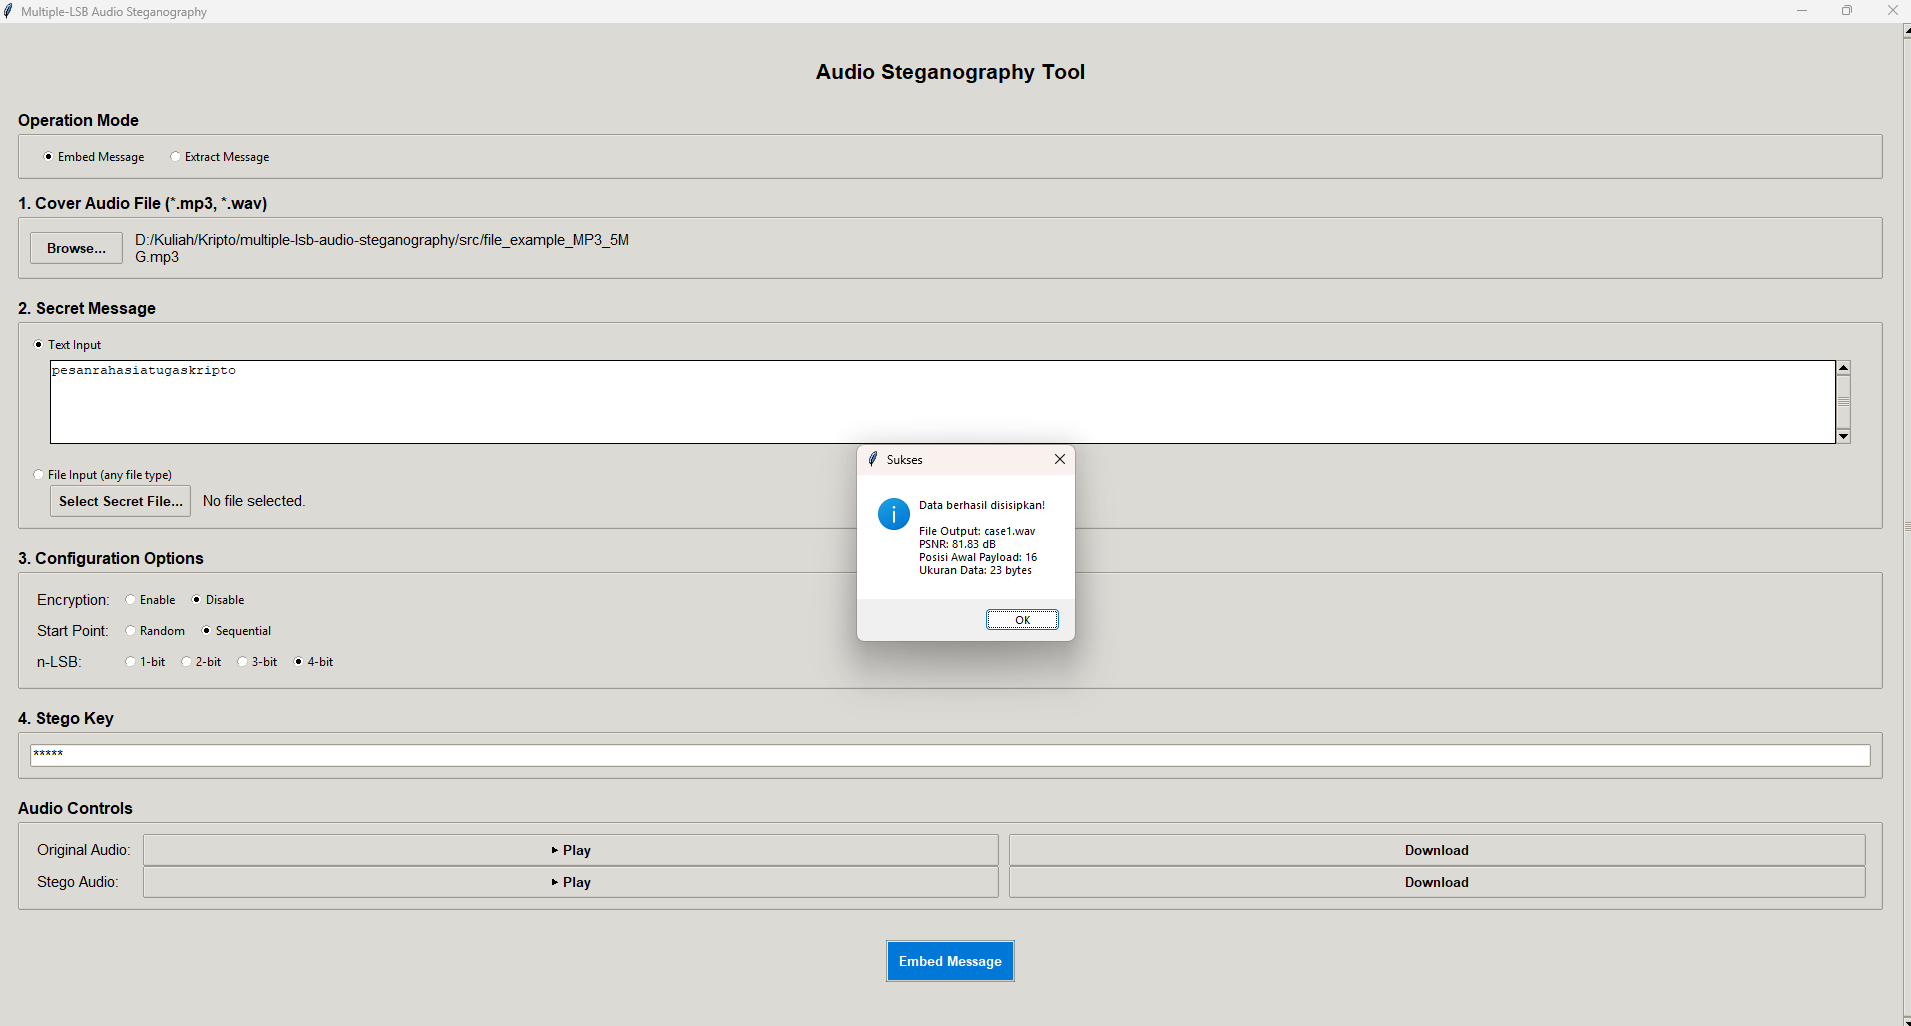 Multiple-LSB Audio Steganography
Audio Steganography Tool
Operation Mode
Embed Message Extract Message
1. Cover Audio File (*.mp3, *.wav)
Browse... D:/Kuliah/Kripto/multiple-lsb-audio-steganography/src/file_example_MP3_5M
G.mp3
2. Secret Message
Text Input
pesanrahasiatugaskripto
File Input (any file type)
Select Secret File... No file selected.
Sukses
Data berhasil disisipkan!
File Output: case1.wav
PSNR: 81.83 dB
Posisi Awal Payload: 16
Ukuran Data: 23 bytes
OK
3. Configuration Options
Encryption: Enable Disable
Start Point: Random Sequential
n-LSB: 1-bit 2-bit 3-bit 4-bit
4. Stego Key
*****
Audio Controls
Original Audio: Play Download
Stego Audio: Play Download
Embed Message